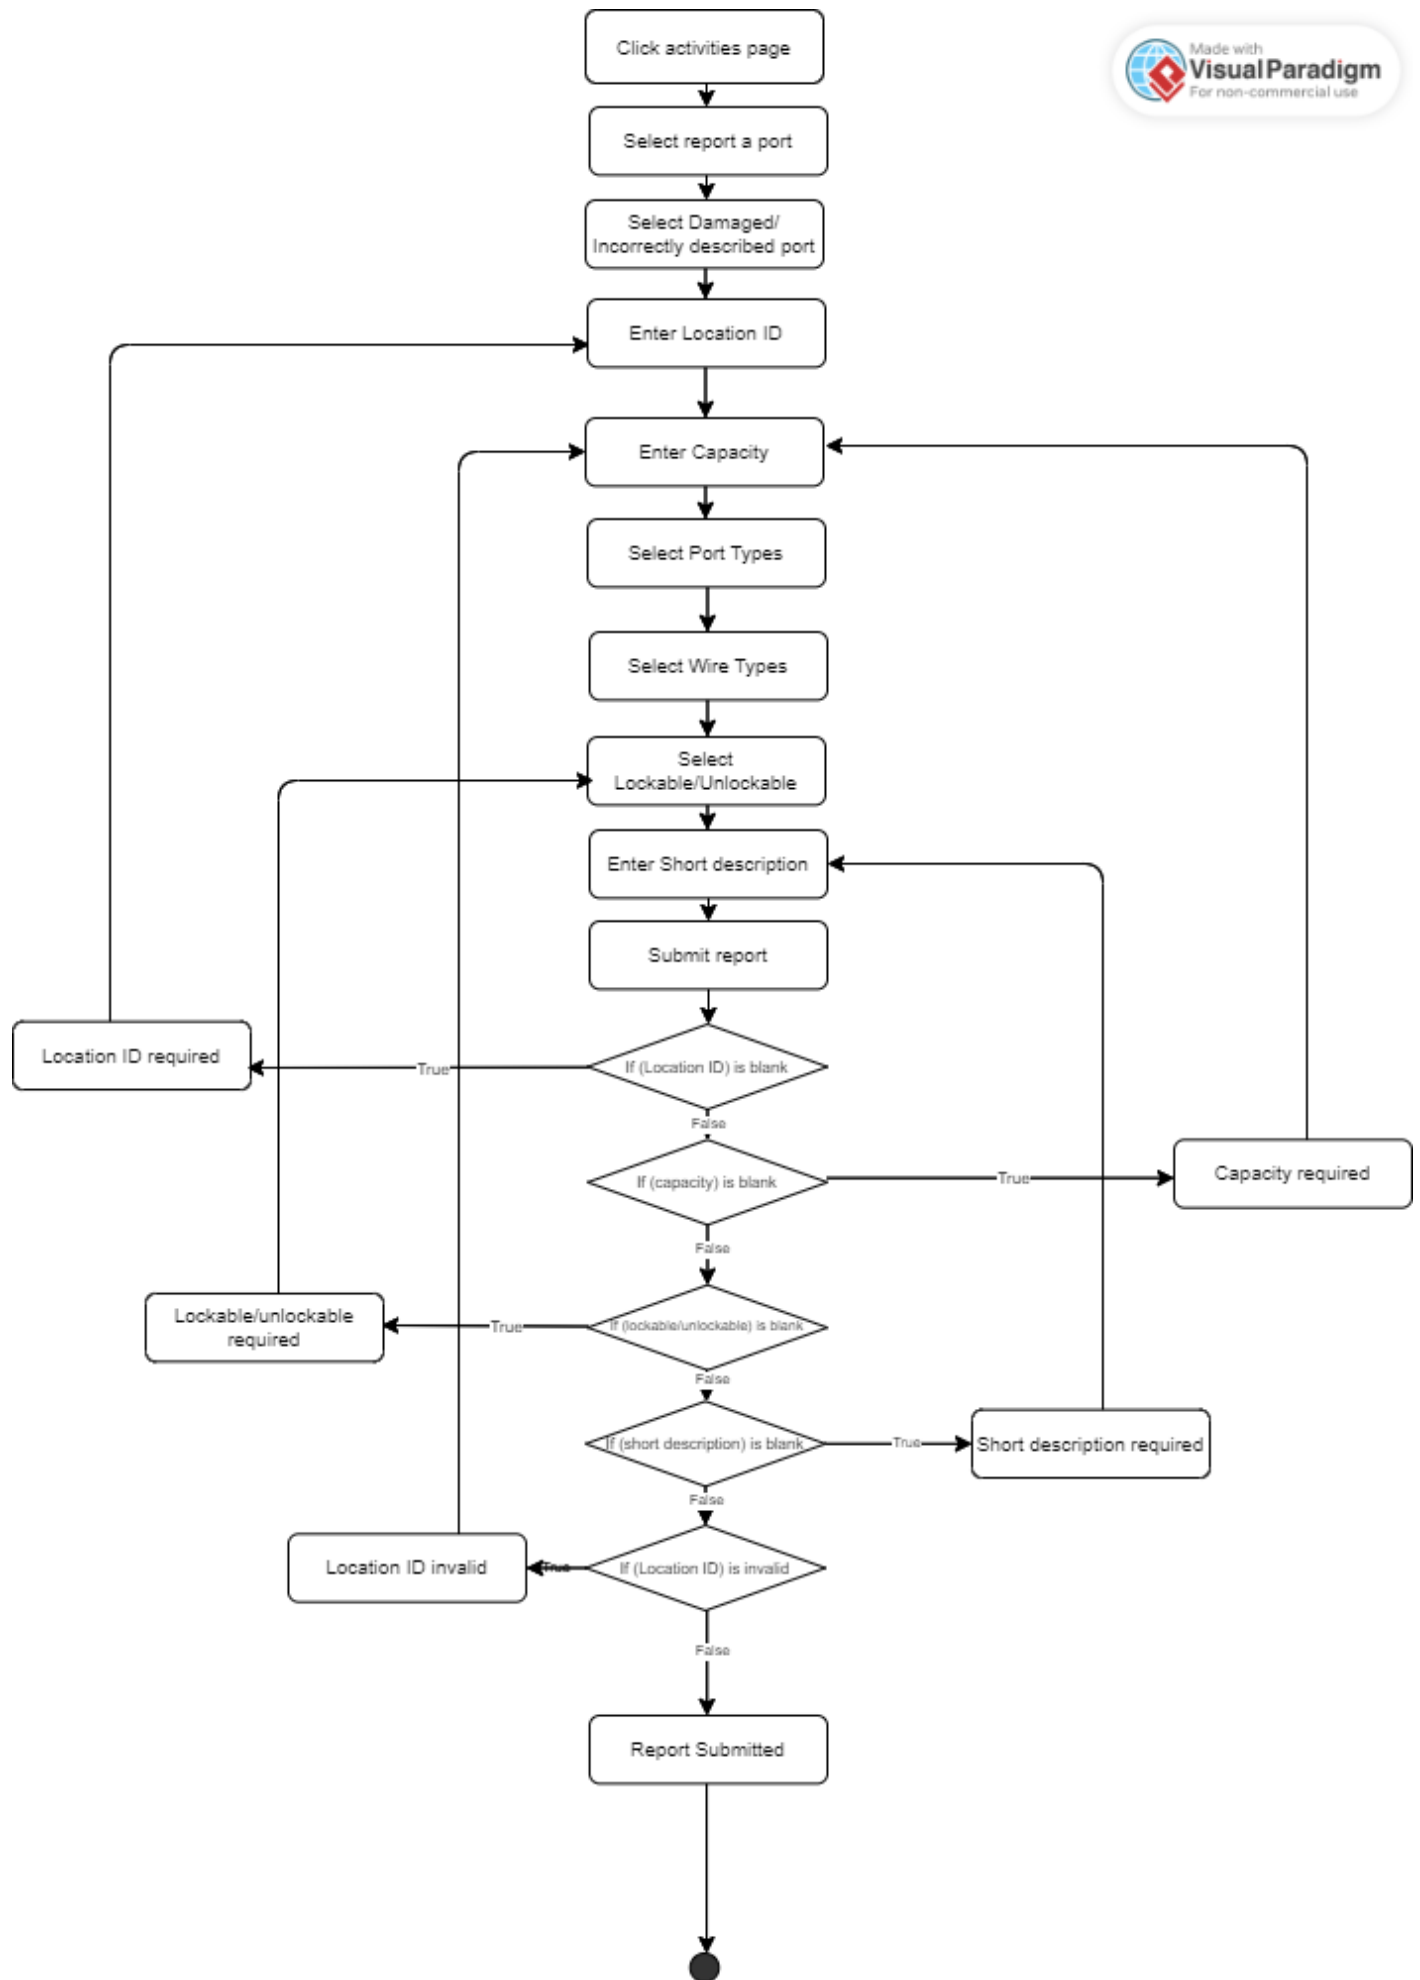 Click activities page
Made with
Visual Paradigm
For non-commercial use
Select report a port
Select Damaged/
Incorrectly described port
Enter Location ID
Enter Capacity
Select Port Types
Select Wire Types
Select
Lockable/Unlockable
Enter Short description
Submit report
Location ID required
True
If (Location ID) is blank
False
If (capacity) is blank
True
Capacity required
False
Lockable/unlockable
required
True
If (lockable/unlockable) is blank
False
If (short description) is blank
True
Short description required
False
Location ID invalid
True
If (Location ID) is invalid
False
Report Submitted